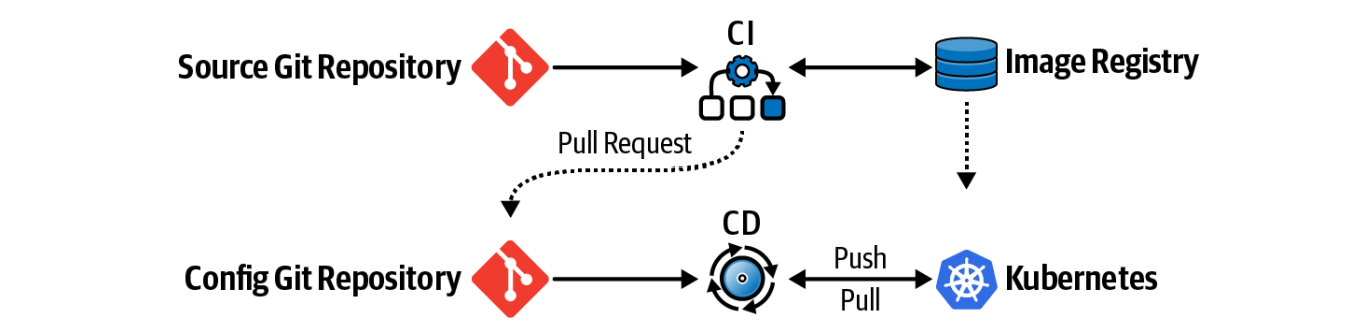 CI
Source Git Repository
Image Registry
Pull Request
CD
Config Git Repository
Push
Pull
Kubernetes